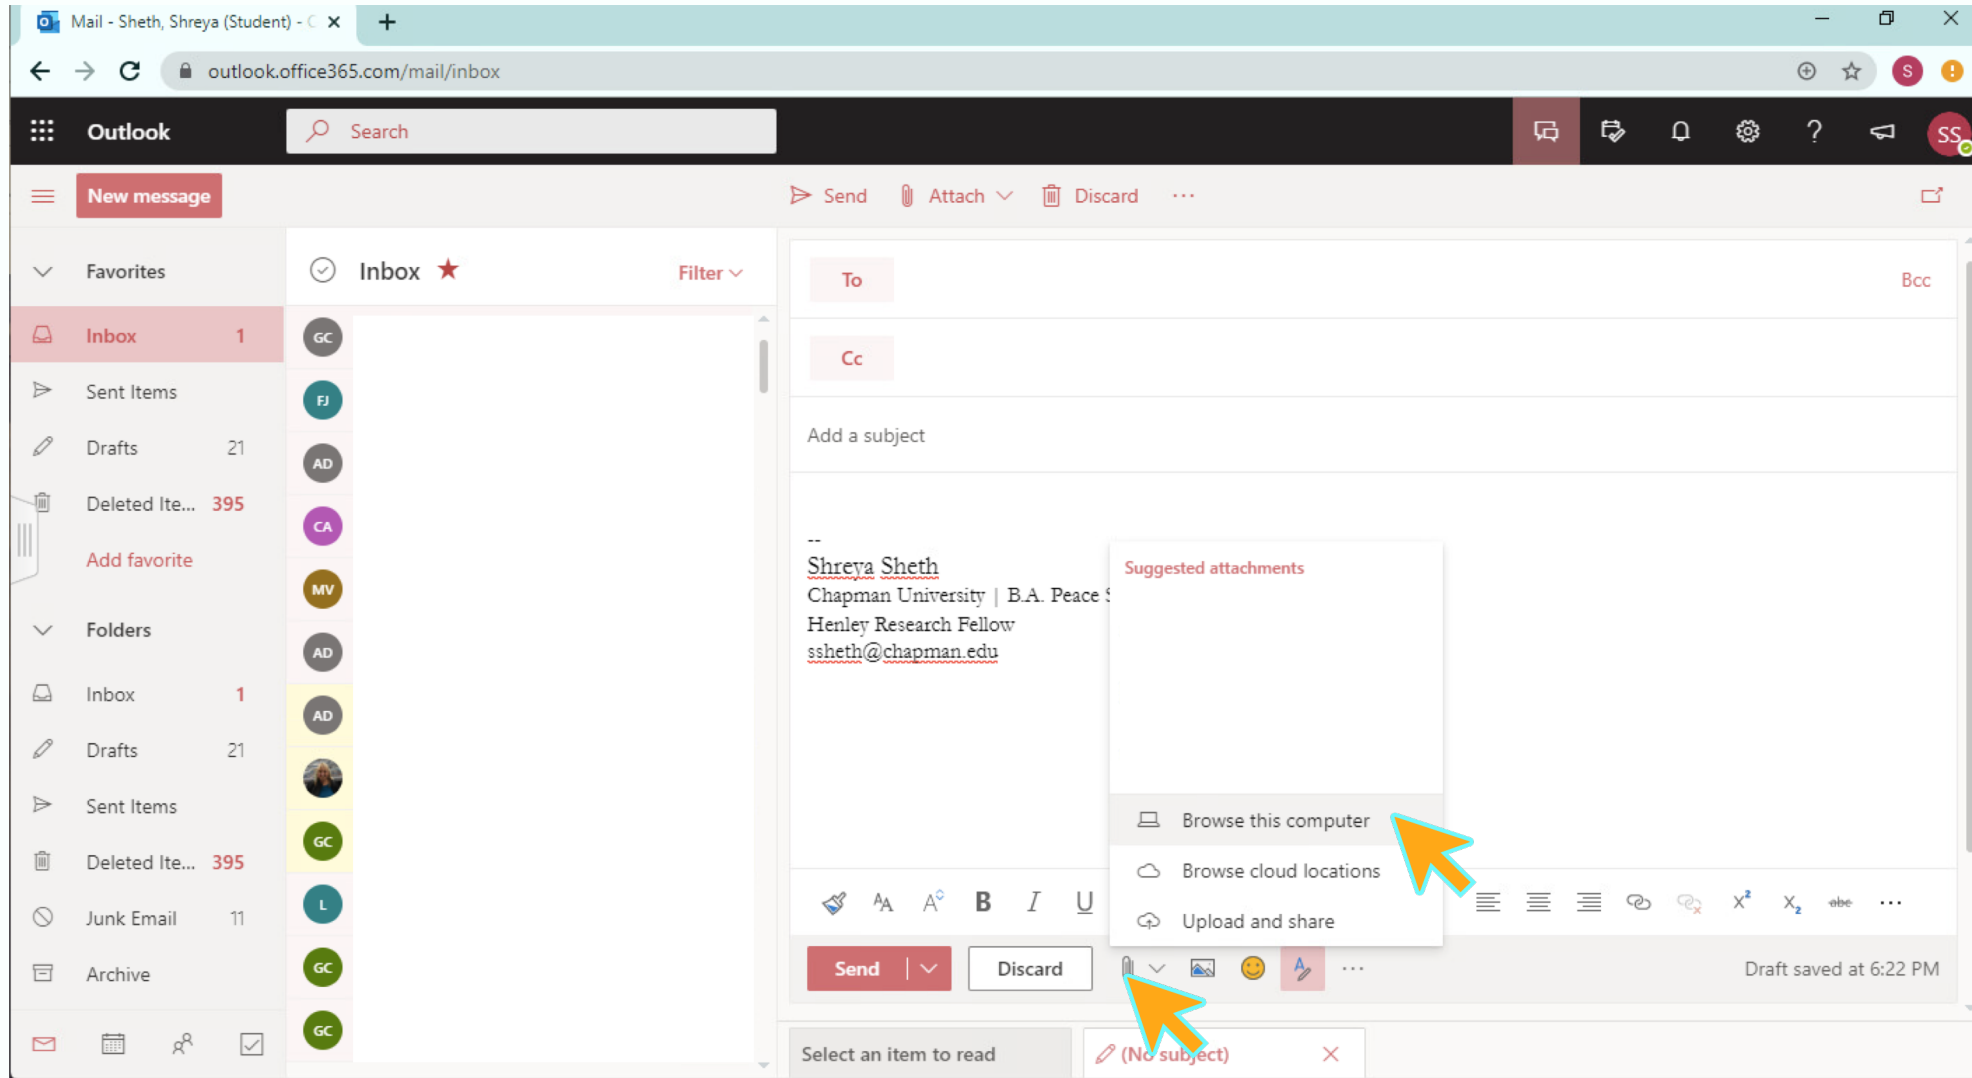 Mail - Sheth, Shreya (Student) - C
outlook.office365.com/mail/inbox
S
Outlook
Search
SS
New message
Send
Attach
Discard
Favorites
Inbox 1
Sent Items
Drafts 21
Deleted Ite... 395
Add favorite
Folders
Inbox 1
Drafts 21
Sent Items
Deleted Ite... 395
Junk Email 11
Archive
Inbox
Filter
GC
FJ
AD
CA
MV
AD
AD
GC
L
GC
GC
To
Bcc
Cc
Add a subject
--
Shreya Sheth
Chapman University | B.A. Peace S
Henley Research Fellow
ssheth@chapman.edu
Suggested attachments
Browse this computer
Browse cloud locations
Upload and share
B I U
X² X₂ abc ...
Send
Discard
Draft saved at 6:22 PM
Select an item to read
(No subject)